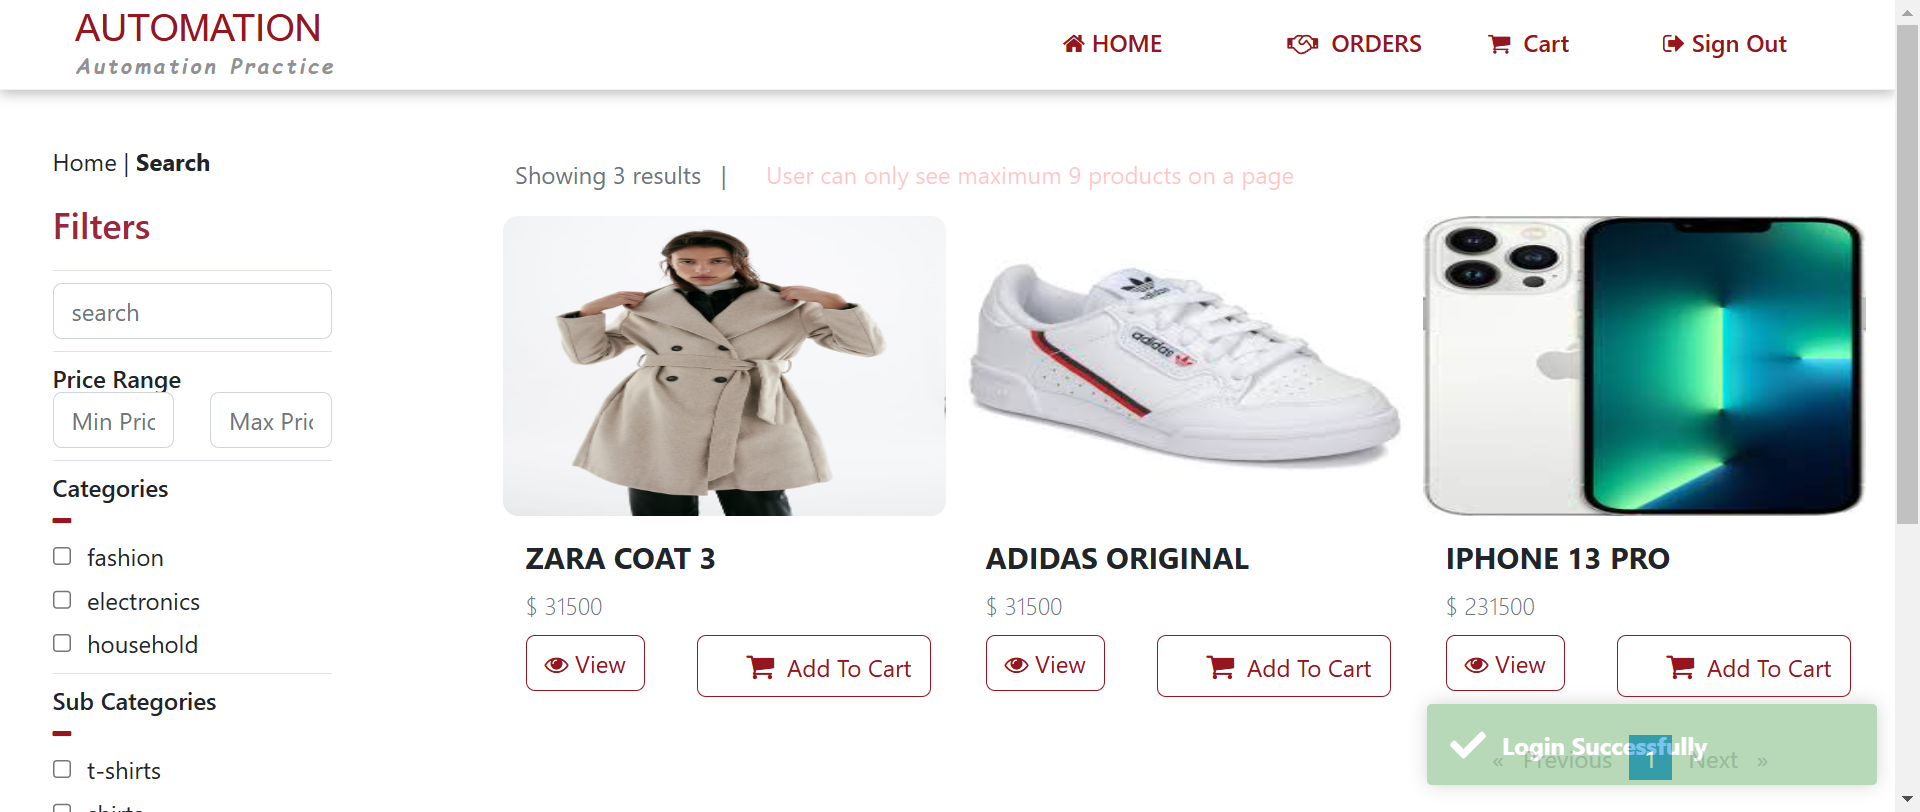 AUTOMATION
Automation Practice
HOME
ORDERS
Cart
Sign Out
Home | Search
Showing 3 results |
User can only see maximum 9 products on a page
Filters
search
Price Range
Min Pric
Max Pric
Categories
fashion
electronics
household
Sub Categories
t-shirts
shirts
adidas
adidas
ZARA COAT 3
$ 31500
View
Add To Cart
ADIDAS ORIGINAL
$ 31500
View
Add To Cart
IPHONE 13 PRO
$ 231500
View
Add To Cart
Login Successfully
« Previous 1 Next »